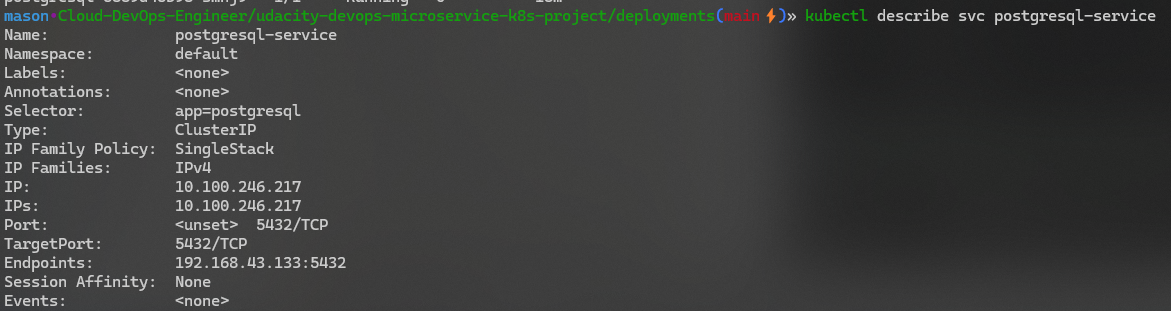 mason•Cloud-DevOps-Engineer/udacity-devops-microservice-k8s-project/deployments(main⚡)» kubectl describe svc postgresql-service
Name:              postgresql-service
Namespace:         default
Labels:            <none>
Annotations:       <none>
Selector:          app=postgresql
Type:              ClusterIP
IP Family Policy:  SingleStack
IP Families:       IPv4
IP:                10.100.246.217
IPs:               10.100.246.217
Port:              <unset>  5432/TCP
TargetPort:        5432/TCP
Endpoints:         192.168.43.133:5432
Session Affinity:  None
Events:            <none>